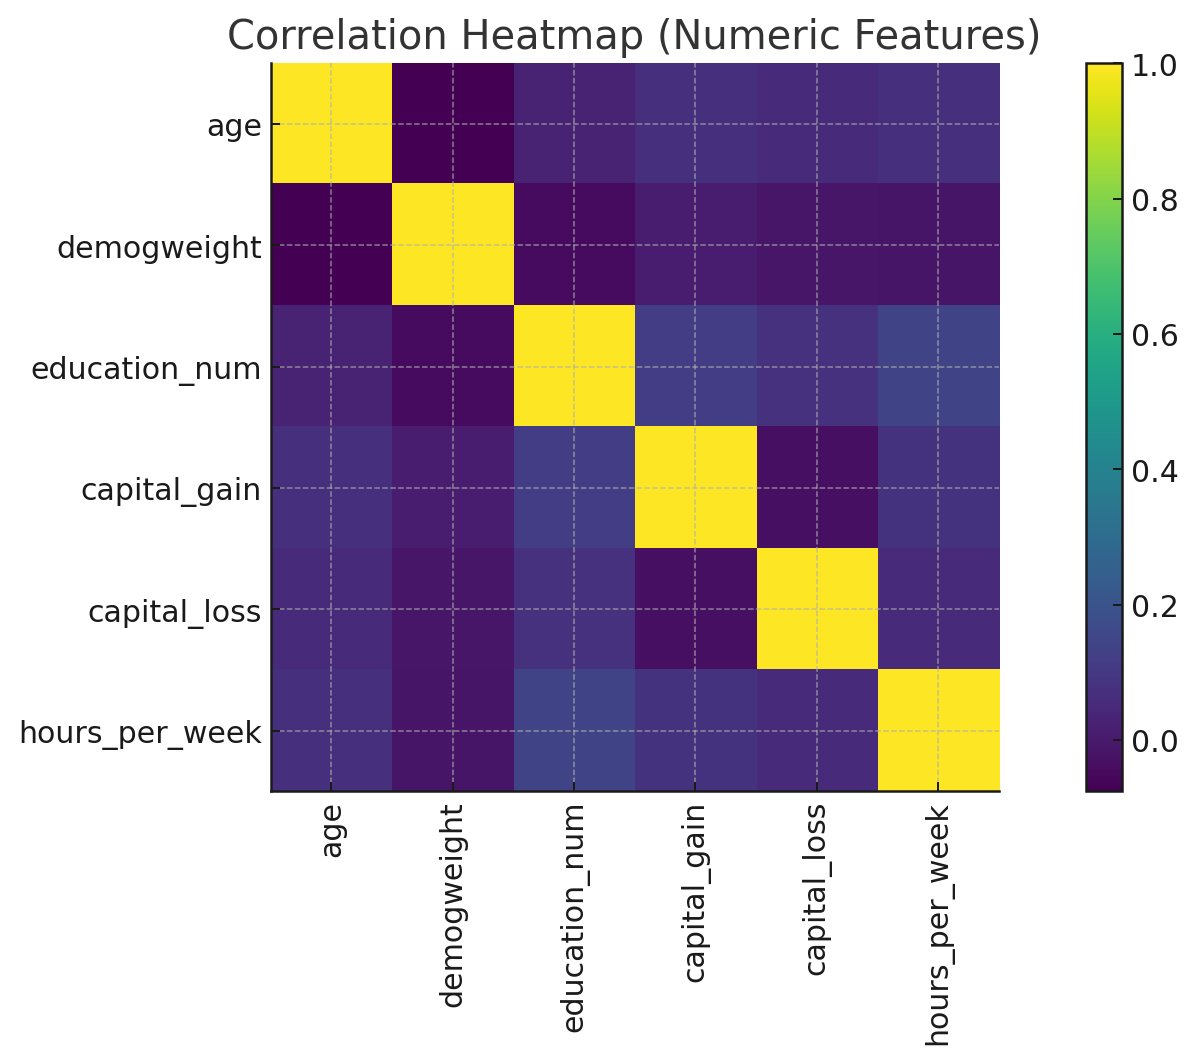 Correlation Heatmap (Numeric Features)
age
demogweight
education_num
capital_gain
capital_loss
hours_per_week
age
demogweight
education_num
capital_gain
capital_loss
hours_per_week
1.0
0.8
0.6
0.4
0.2
0.0